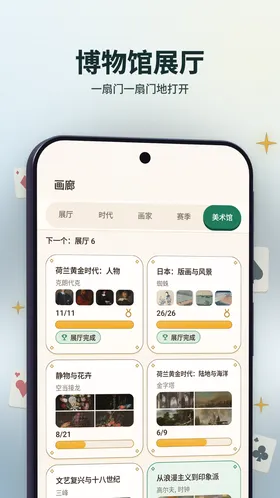 博物馆展厅
一扇门一扇门地打开
画廊
展厅 时代 画家 赛季 美术馆
下一个：展厅 6
荷兰黄金时代：人物
克朗代克
11/11
展厅完成
日本：版画与风景
蜘蛛
26/26
展厅完成
静物与花卉
空当接龙
8/21
荷兰黄金时代：陆地与海洋
金字塔
6/9
文艺复兴与十八世纪
三峰
从浪漫主义到印象派
高尔夫，时钟